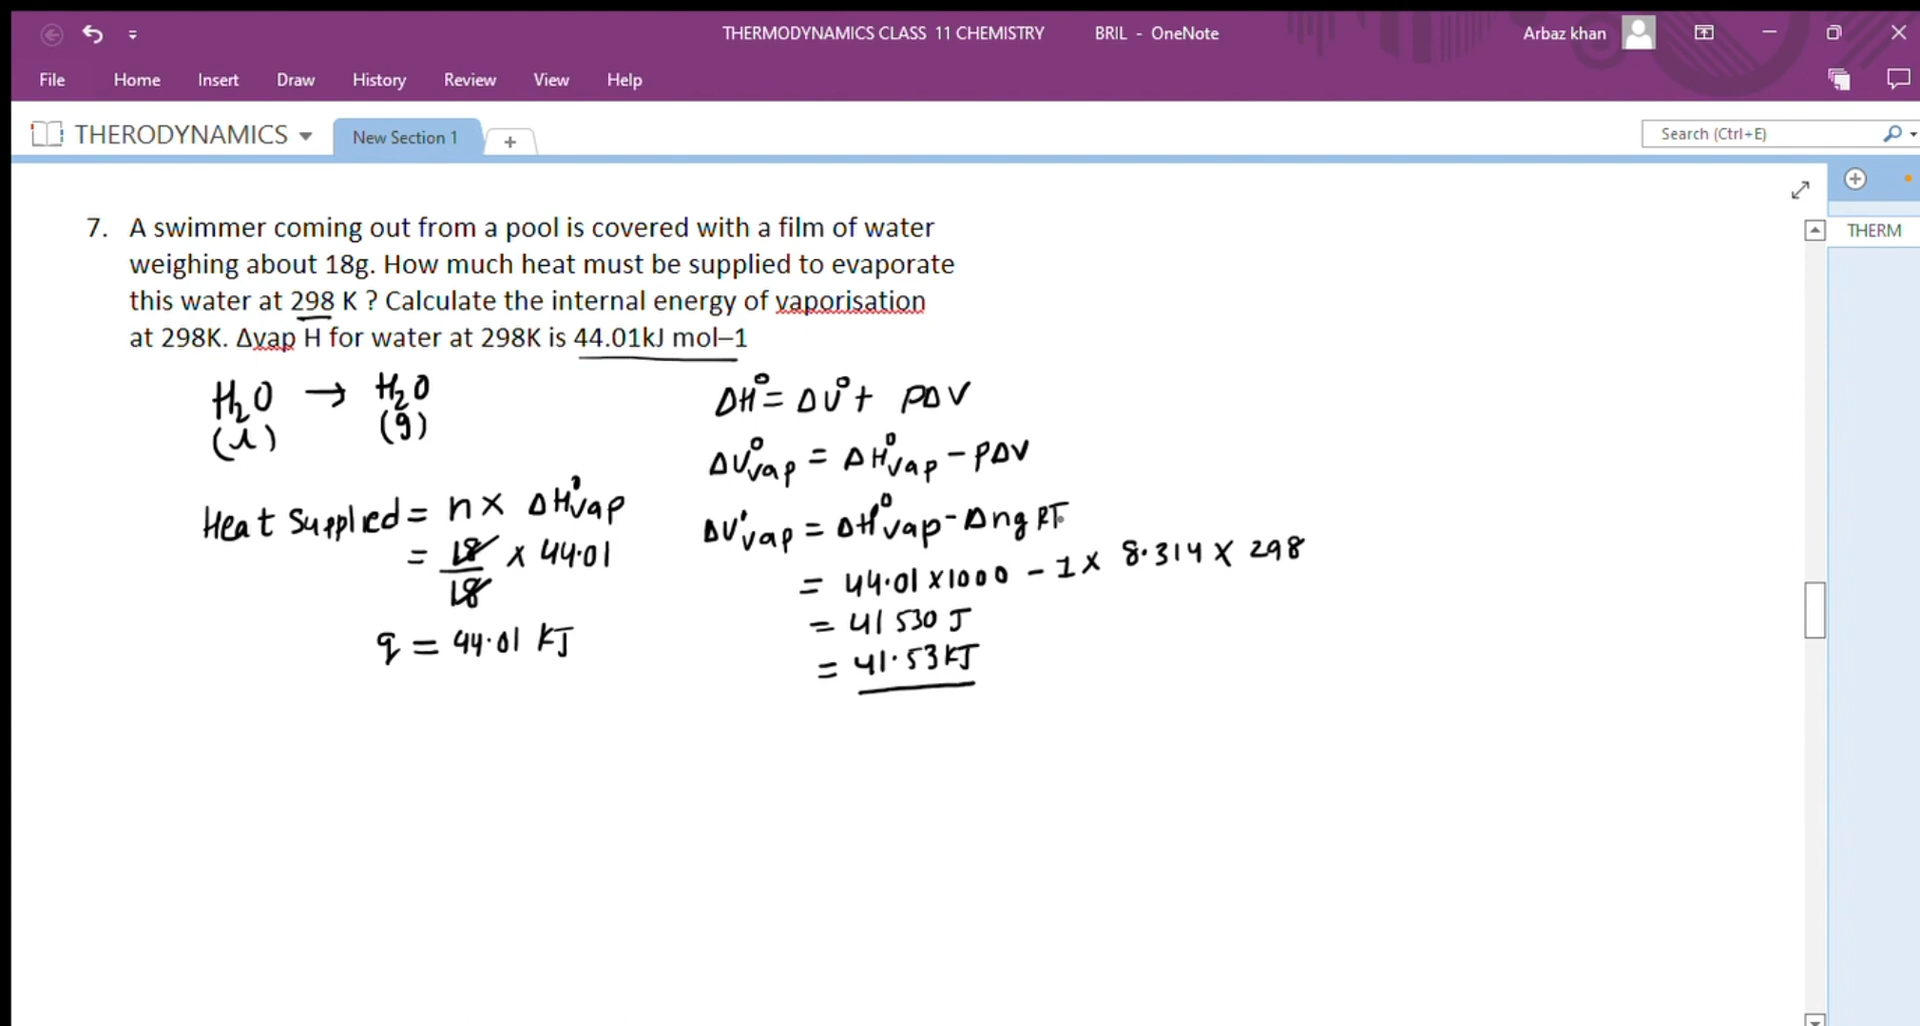 THERMODYNAMICS CLASS 11 CHEMISTRY BRIL - OneNote
Arbaz khan
File Home Insert Draw History Review View Help
THERODYNAMICS New Section 1 +
Search (Ctrl+E)
THERM
7. A swimmer coming out from a pool is covered with a film of water
weighing about 18g. How much heat must be supplied to evaporate
this water at 298 K ? Calculate the internal energy of vaporisation
at 298K. Δvap H for water at 298K is 44.01kJ mol–1
H₂O → H₂O
(l) (g)
Heat Supplied = n × ΔH°vap
= 18/18 × 44.01
q = 44.01 KJ
ΔH° = ΔU° + PΔV
ΔU°vap = ΔH°vap - PΔV
ΔU°vap = ΔH°vap - Δng RT
= 44.01 × 1000 - 1 × 8.314 × 298
= 41530 J
= 41.53 KJ